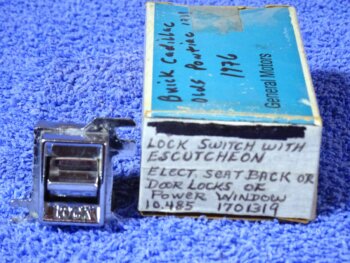 Buick Cadillac
Olds Pontiac
1976
General Motors
LOCK SWITCH WITH
ESCUTCHEON
ELECT. SEAT BACK OR
DOOR LOCKS OR
POWER WINDOW
10.485 1701319
LOCK